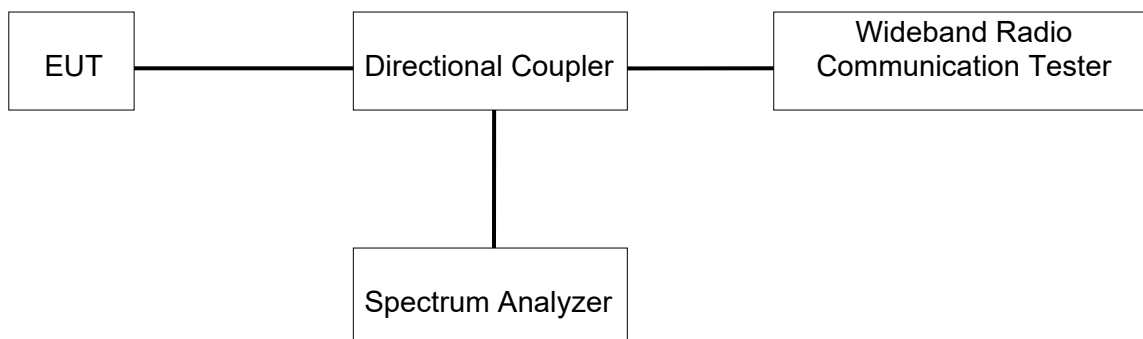 EUT
Directional Coupler
Wideband Radio
Communication Tester
Spectrum Analyzer